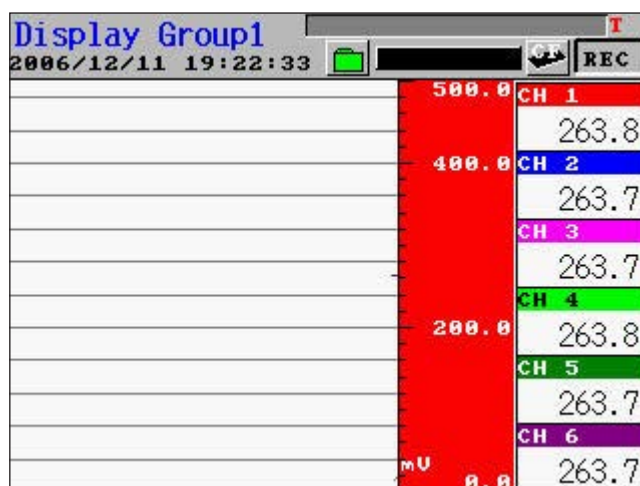 Display Group1
T
2006/12/11 19:22:33
CF
REC
500.0
CH 1
263.8
400.0
CH 2
263.7
CH 3
263.7
CH 4
263.8
200.0
CH 5
263.7
CH 6
263.7
mV
0.0